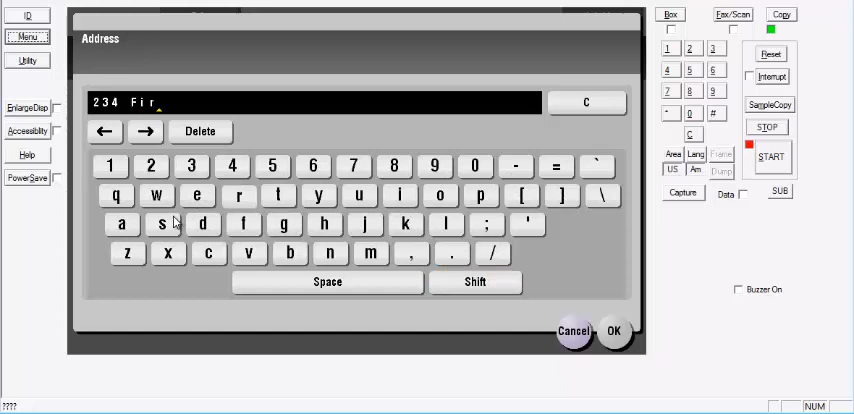 ID
Menu
Utility
EnlargeDisp
Accessiblity
Help
PowerSave
Address
234 Fir
C
← → Delete
1 2 3 4 5 6 7 8 9 0 - = `
q w e r t y u i o p [ ] \
a s d f g h j k l ; '
z x c v b n m , . /
Space Shift
Cancel OK
Box Fax/Scan Copy
1 2 3
4 5 6
7 8 9
* 0 #
C
Reset
Interrupt
SampleCopy
STOP
START
Area Lang Frame
US Am Dump
Capture Data SUB
Buzzer On
???? NUM